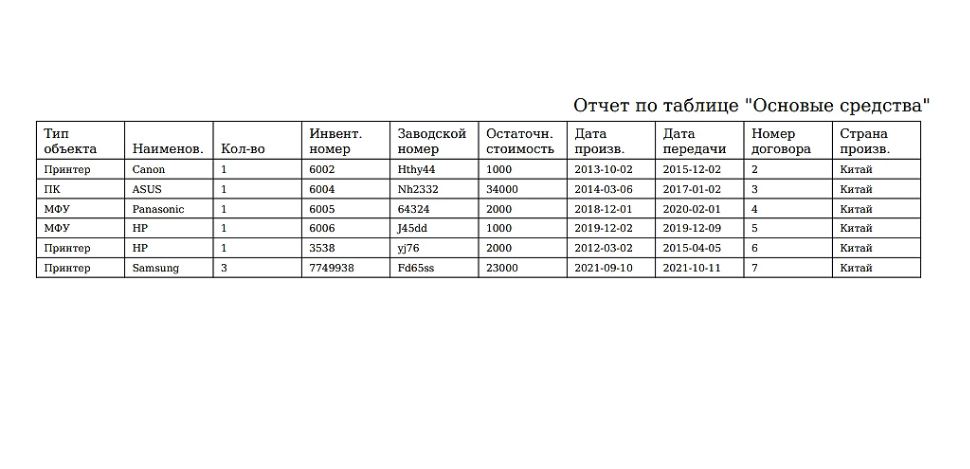 Отчет по таблице "Основые средства"
Тип объекта Наименов. Кол-во Инвент. номер Заводской номер Остаточн. стоимость Дата произв. Дата передачи Номер договора Страна произв.
Принтер Canon 1 6002 Hthy44 1000 2013-10-02 2015-12-02 2 Китай
ПК ASUS 1 6004 Nh2332 34000 2014-03-06 2017-01-02 3 Китай
МФУ Panasonic 1 6005 64324 2000 2018-12-01 2020-02-01 4 Китай
МФУ HP 1 6006 J45dd 1000 2019-12-02 2019-12-09 5 Китай
Принтер HP 1 3538 yj76 2000 2012-03-02 2015-04-05 6 Китай
Принтер Samsung 3 7749938 Fd65ss 23000 2021-09-10 2021-10-11 7 Китай